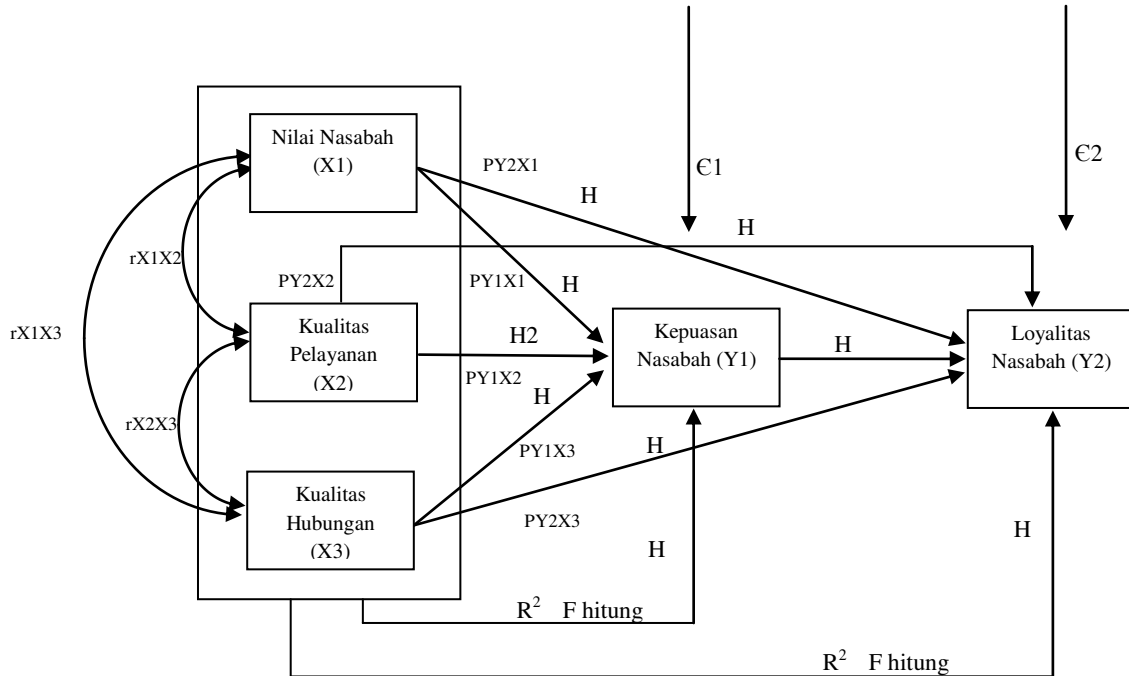 Nilai Nasabah
(X1)
PY2X1
Є1
Є2
H
H
rX1X2
PY2X2
PY1X1
H
rX1X3
Kualitas
Pelayanan
(X2)
H2
PY1X2
Kepuasan
Nasabah (Y1)
H
Loyalitas
Nasabah (Y2)
H
rX2X3
PY1X3
H
Kualitas
Hubungan
(X3)
PY2X3
H
H
R² F hitung
R² F hitung